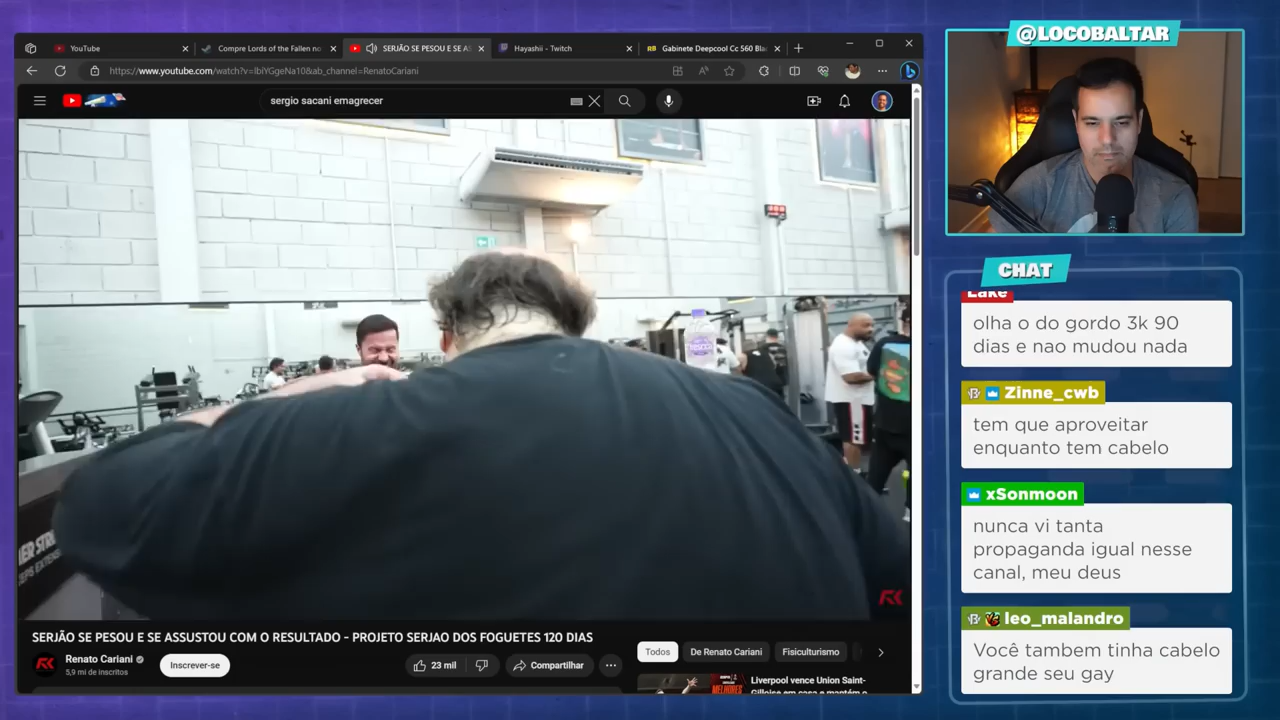 YouTube
Compre Lords of the Fallen no
SERJÃO SE PESOU E SE AS
Hayashii - Twitch
Gabinete Deepcool Cc 560 Bla
https://www.youtube.com/watch?v=lbiYGgeNa10&ab_channel=RenatoCariani
sergio sacani emagrecer
SERJÃO SE PESOU E SE ASSUSTOU COM O RESULTADO - PROJETO SERJAO DOS FOGUETES 120 DIAS
Renato Cariani
5,9 mi de inscritos
Inscrever-se
23 mil
Compartilhar
Todos
De Renato Cariani
Fisiculturismo
Liverpool vence Union Saint-
Gilloise em casa e mantém o
MELHORES
@LOCOBALTAR
CHAT
Lake
olha o do gordo 3k 90
dias e nao mudou nada
Zinne_cwb
tem que aproveitar
enquanto tem cabelo
xSonmoon
nunca vi tanta
propaganda igual nesse
canal, meu deus
leo_malandro
Você tambem tinha cabelo
grande seu gay